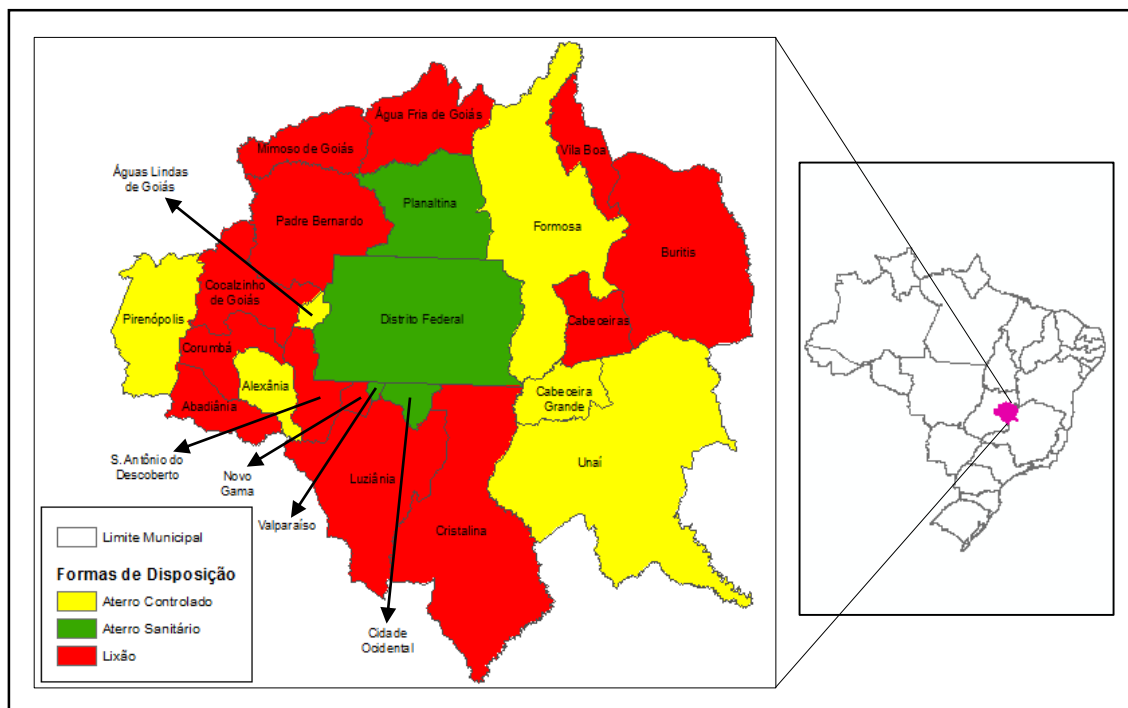 Água Fria de Goiás
Mimoso de Goiás
Vila Boa
Águas Lindas
de Goiás
Planaltina
Padre Bernardo
Formosa
Buritis
Cocalzinho
de Goiás
Pirenópolis
Distrito Federal
Cabeceiras
Corumbá
Alexânia
Abadiânia
Cabeceira
Grande
S. Antônio do
Descoberto
Novo
Gama
Luziânia
Unaí
Valparaíso
Cristalina
Cidade
Ocidental
Limite Municipal
Formas de Disposição
Aterro Controlado
Aterro Sanitário
Lixão